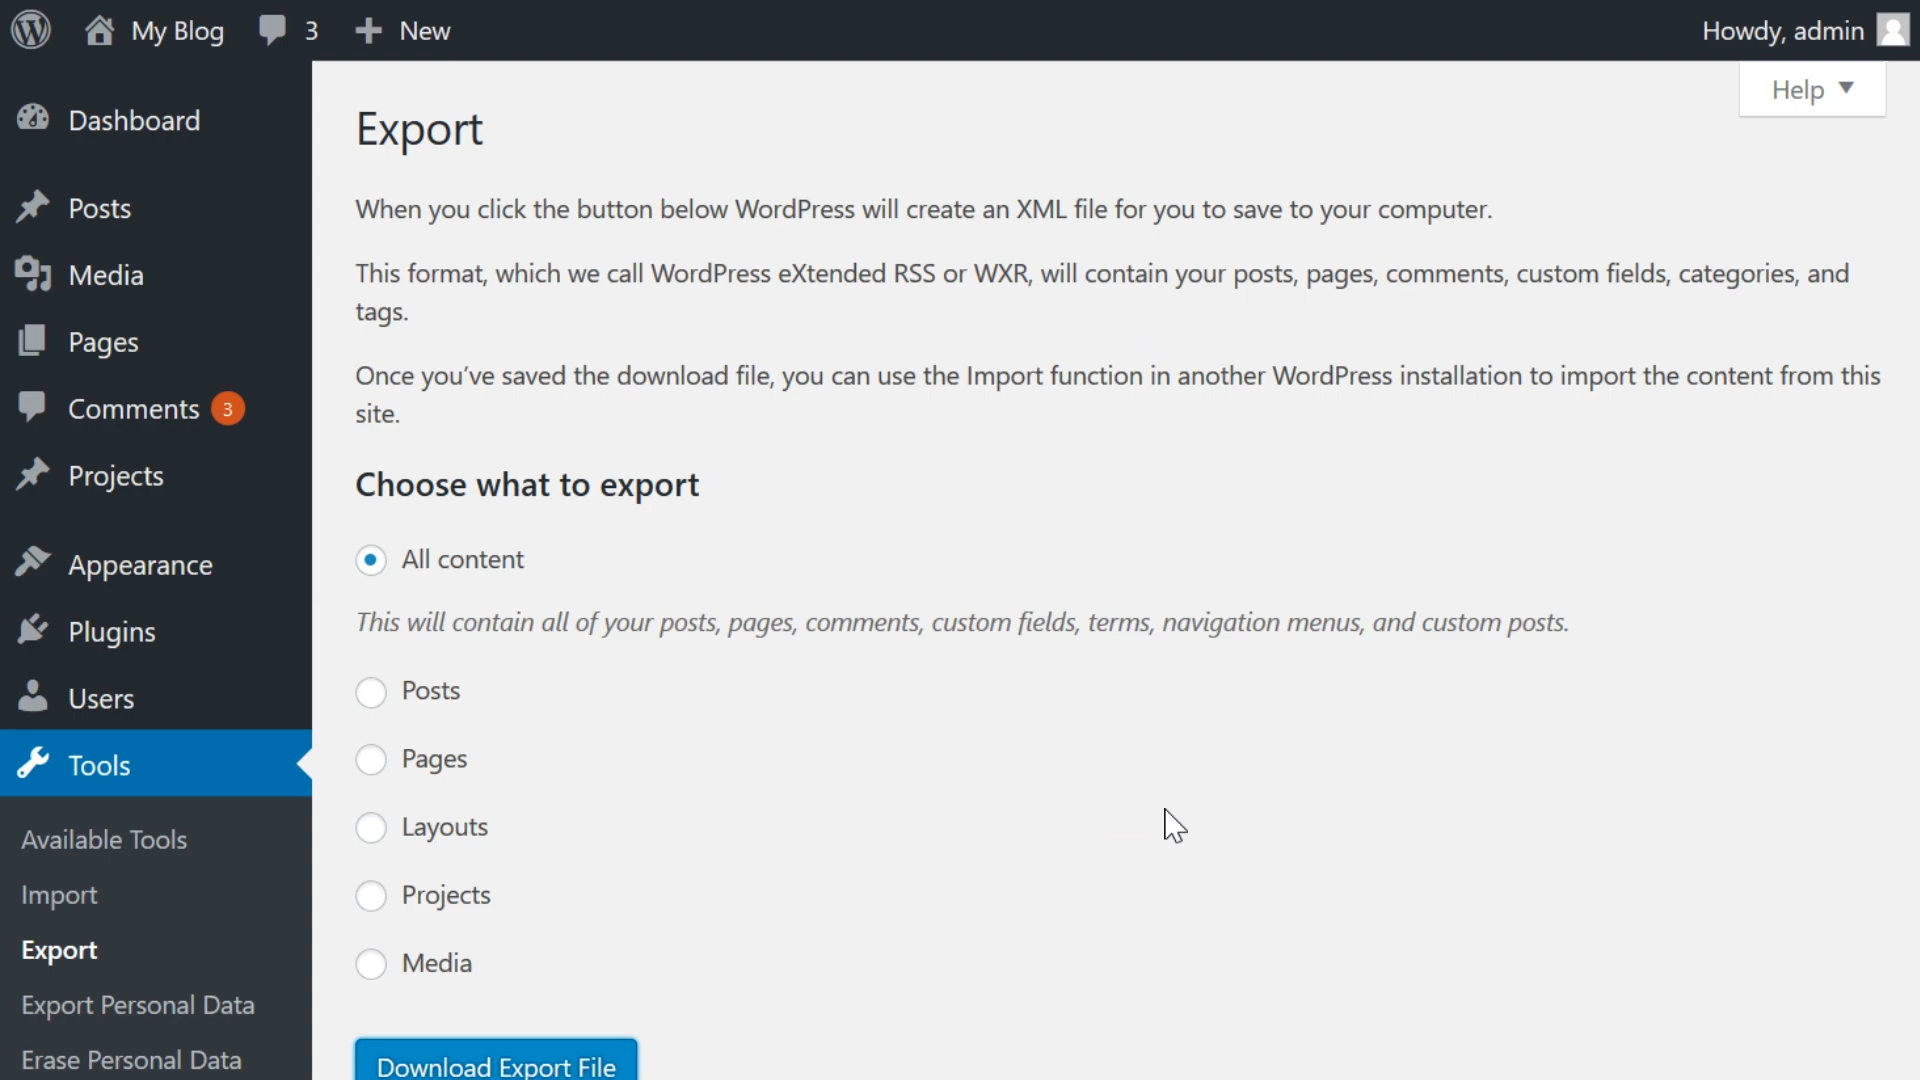 My Blog 3 New Howdy, admin
Help
Dashboard
Posts
Media
Pages
Comments 3
Projects
Appearance
Plugins
Users
Tools
Available Tools
Import
Export
Export Personal Data
Erase Personal Data
Export
When you click the button below WordPress will create an XML file for you to save to your computer.
This format, which we call WordPress eXtended RSS or WXR, will contain your posts, pages, comments, custom fields, categories, and
tags.
Once you've saved the download file, you can use the Import function in another WordPress installation to import the content from this
site.
Choose what to export
All content
This will contain all of your posts, pages, comments, custom fields, terms, navigation menus, and custom posts.
Posts
Pages
Layouts
Projects
Media
Download Export File